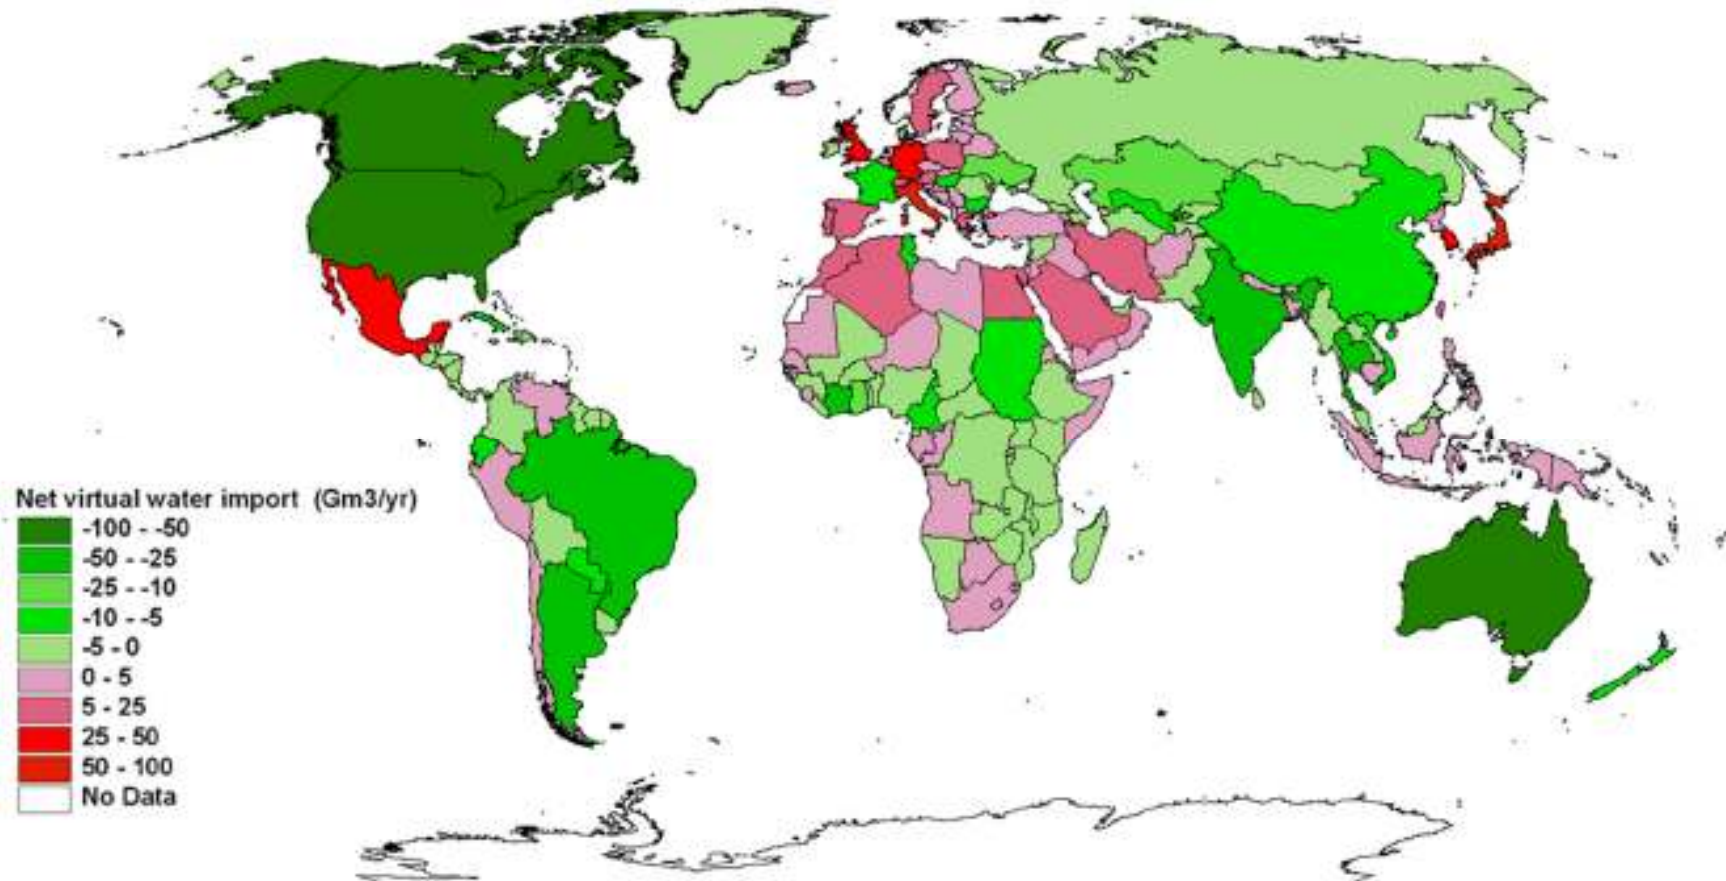 Net virtual water import (Gm3/yr)
-100 - -50
-50 - -25
-25 - -10
-10 - -5
-5 - 0
0 - 5
5 - 25
25 - 50
50 - 100
No Data